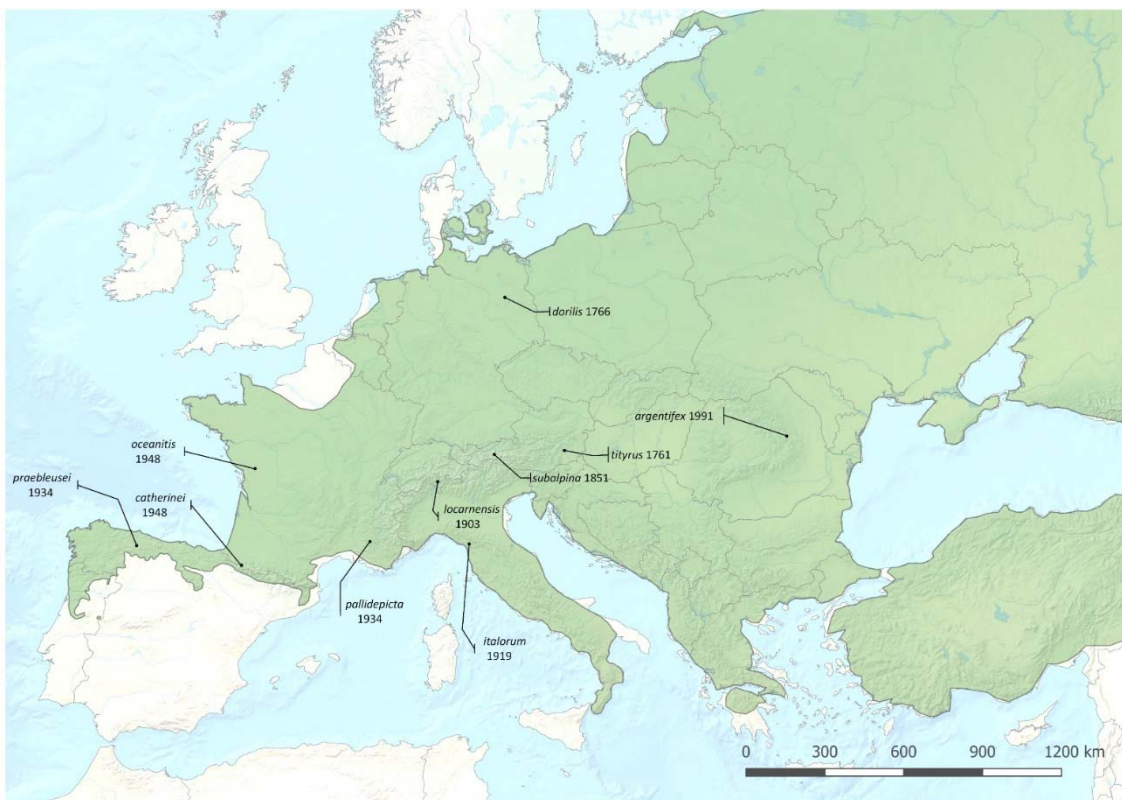 dorilis 1766
argentifex 1991
oceanitis
1948
tityrus 1761
praebleusei
1934
subalpina 1851
catherinei
1948
locarnensis
1903
pallidepicta
1934
italorum
1919
0 300 600 900 1200 km